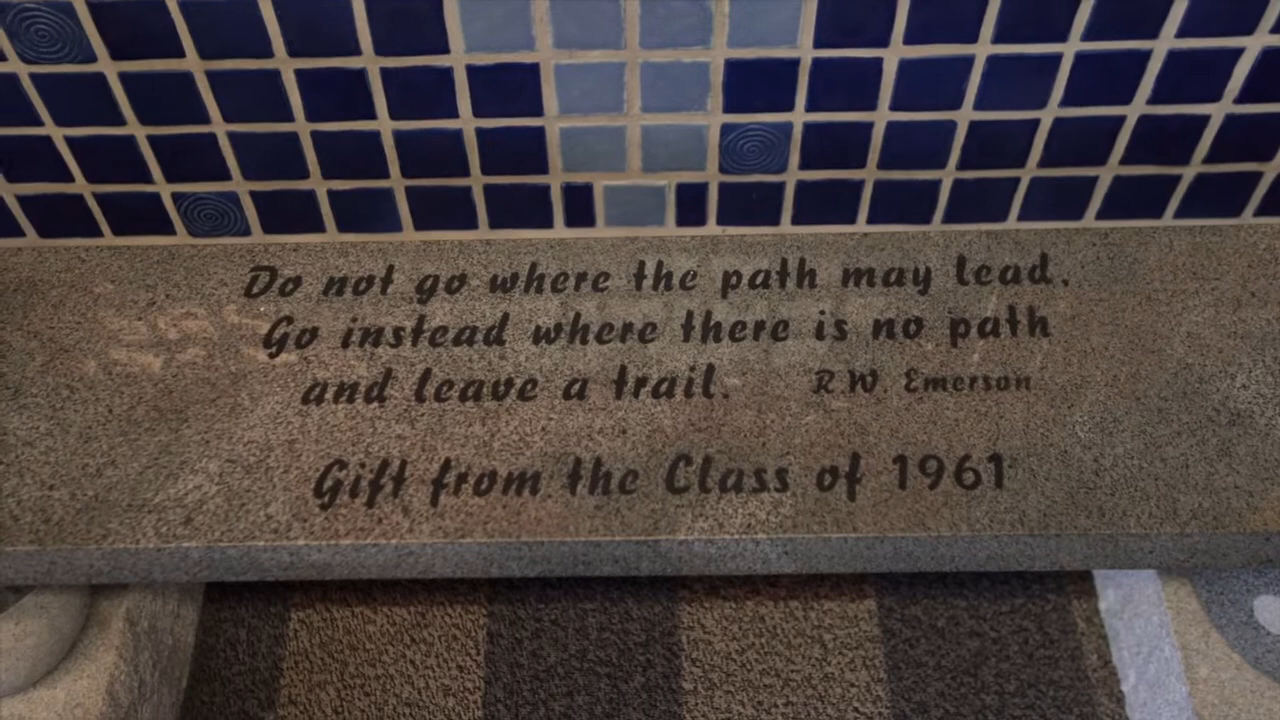 Do not go where the path may lead.
Go instead where there is no path
and leave a trail. R.W. Emerson
Gift from the Class of 1961